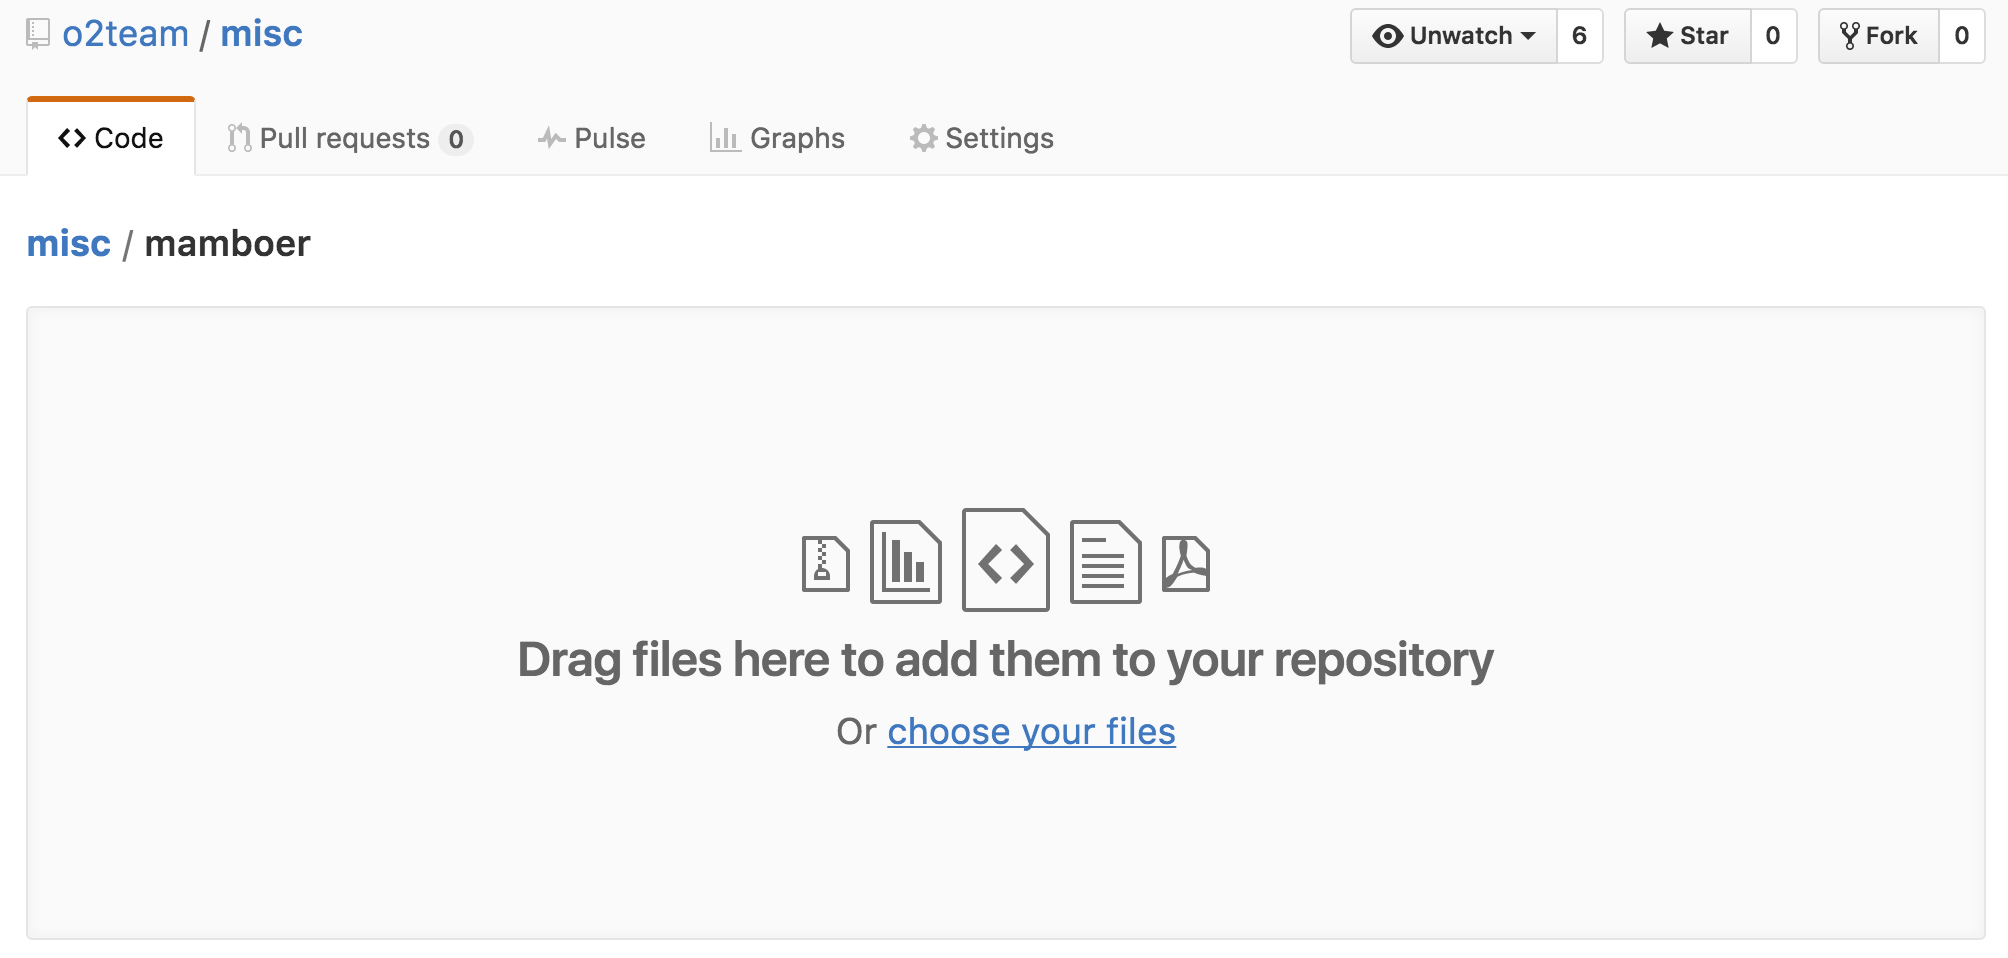 o2team / misc
Unwatch 6 Star 0 Fork 0
Code Pull requests 0 Pulse Graphs Settings
misc / mamboer
Drag files here to add them to your repository
Or choose your files